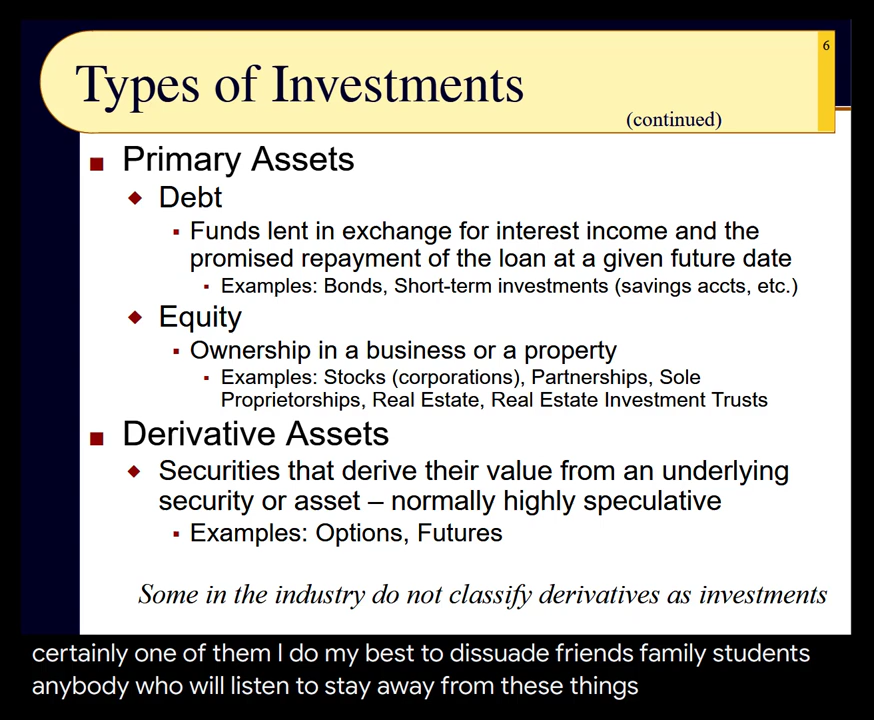 6
Types of Investments
(continued)
■ Primary Assets
◆ Debt
▪ Funds lent in exchange for interest income and the
promised repayment of the loan at a given future date
▪ Examples: Bonds, Short-term investments (savings accts, etc.)
◆ Equity
▪ Ownership in a business or a property
▪ Examples: Stocks (corporations), Partnerships, Sole
Proprietorships, Real Estate, Real Estate Investment Trusts
■ Derivative Assets
◆ Securities that derive their value from an underlying
security or asset – normally highly speculative
▪ Examples: Options, Futures
Some in the industry do not classify derivatives as investments
certainly one of them I do my best to dissuade friends family students
anybody who will listen to stay away from these things